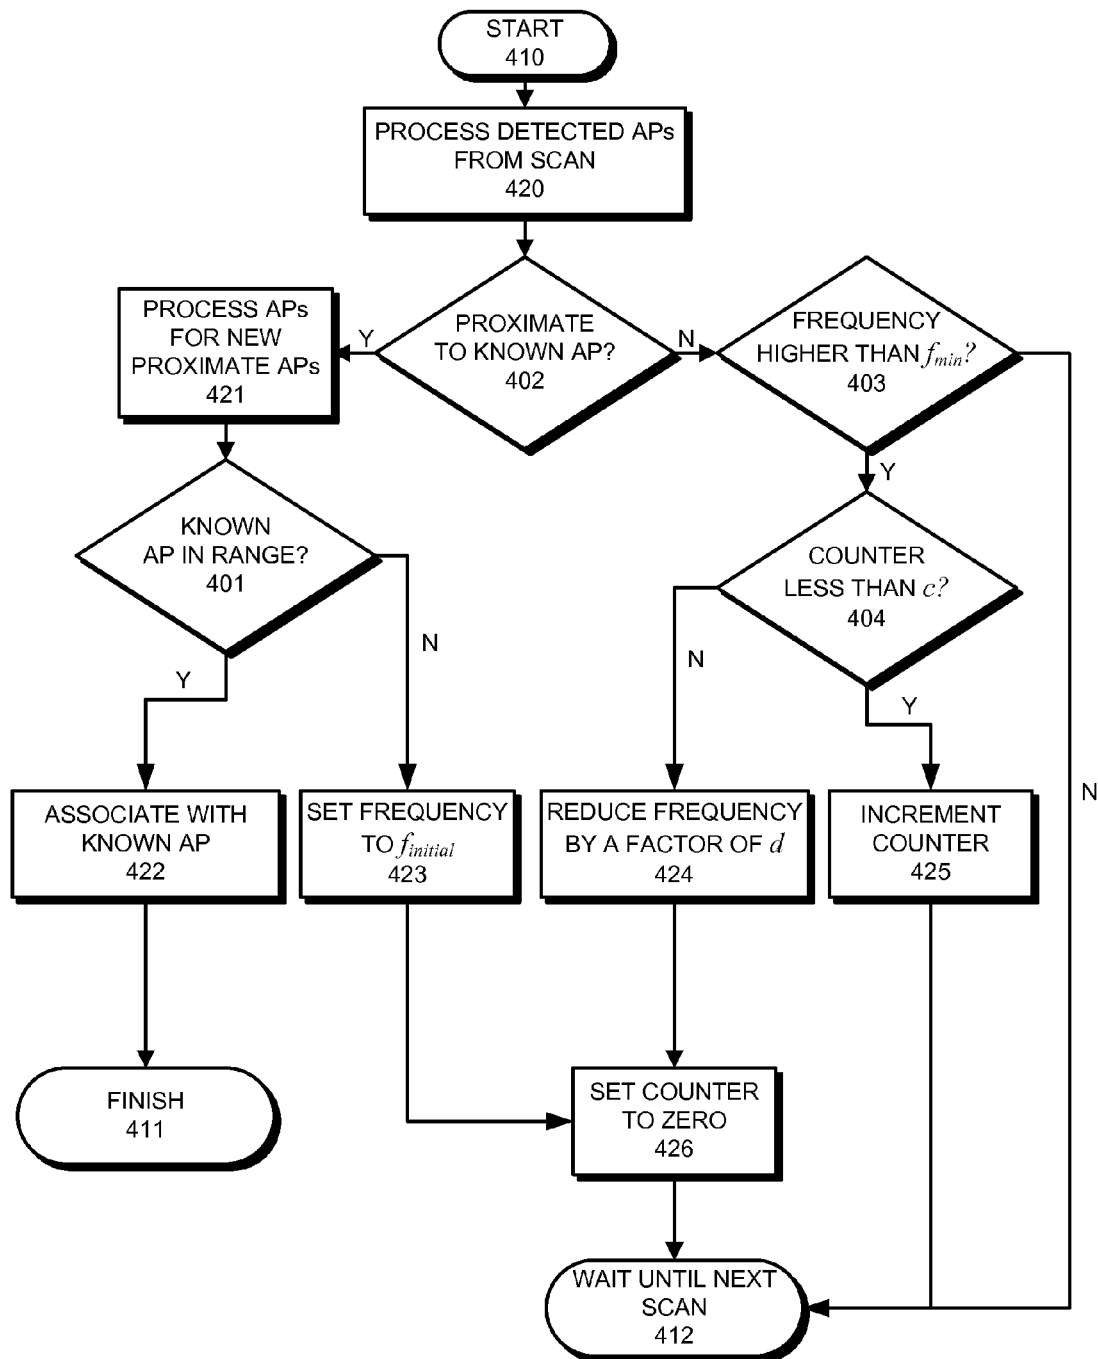 START
410
PROCESS DETECTED APs
FROM SCAN
420
PROXIMATE
TO KNOWN AP?
402
Y
N
PROCESS APs
FOR NEW
PROXIMATE APs
421
FREQUENCY
HIGHER THAN fmin?
403
Y
N
KNOWN
AP IN RANGE?
401
Y
N
COUNTER
LESS THAN c?
404
N
Y
ASSOCIATE WITH
KNOWN AP
422
SET FREQUENCY
TO finitial
423
REDUCE FREQUENCY
BY A FACTOR OF d
424
INCREMENT
COUNTER
425
FINISH
411
SET COUNTER
TO ZERO
426
WAIT UNTIL NEXT
SCAN
412